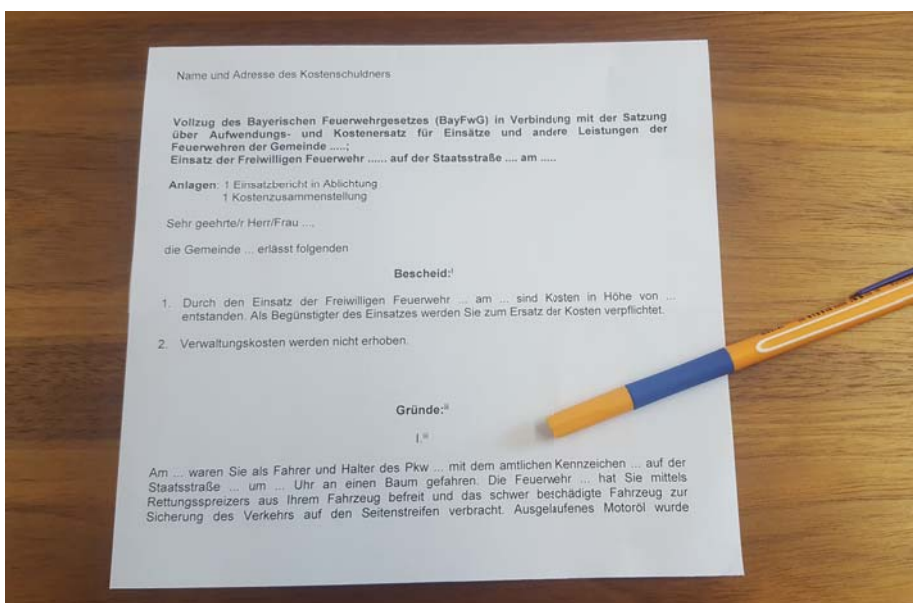 Name und Adresse des Kostenschuldners
Vollzug des Bayerischen Feuerwehrgesetzes (BayFwG) in Verbindung mit der Satzung
über Aufwendungs- und Kostenersatz für Einsätze und andere Leistungen der
Feuerwehren der Gemeinde .....;
Einsatz der Freiwilligen Feuerwehr ...... auf der Staatsstraße .... am .....
Anlagen: 1 Einsatzbericht in Ablichtung
1 Kostenzusammenstellung
Sehr geehrte/r Herr/Frau ...,
die Gemeinde ... erlässt folgenden
Bescheid:i
1. Durch den Einsatz der Freiwilligen Feuerwehr ... am ... sind Kosten in Höhe von ...
entstanden. Als Begünstigter des Einsatzes werden Sie zum Ersatz der Kosten verpflichtet.
2. Verwaltungskosten werden nicht erhoben.
Gründe:ii
I.iii
Am ... waren Sie als Fahrer und Halter des Pkw ... mit dem amtlichen Kennzeichen ... auf der
Staatsstraße ... um ... Uhr an einen Baum gefahren. Die Feuerwehr ... hat Sie mittels
Rettungsspreizers aus Ihrem Fahrzeug befreit und das schwer beschädigte Fahrzeug zur
Sicherung des Verkehrs auf den Seitenstreifen verbracht. Ausgelaufenes Motoröl wurde